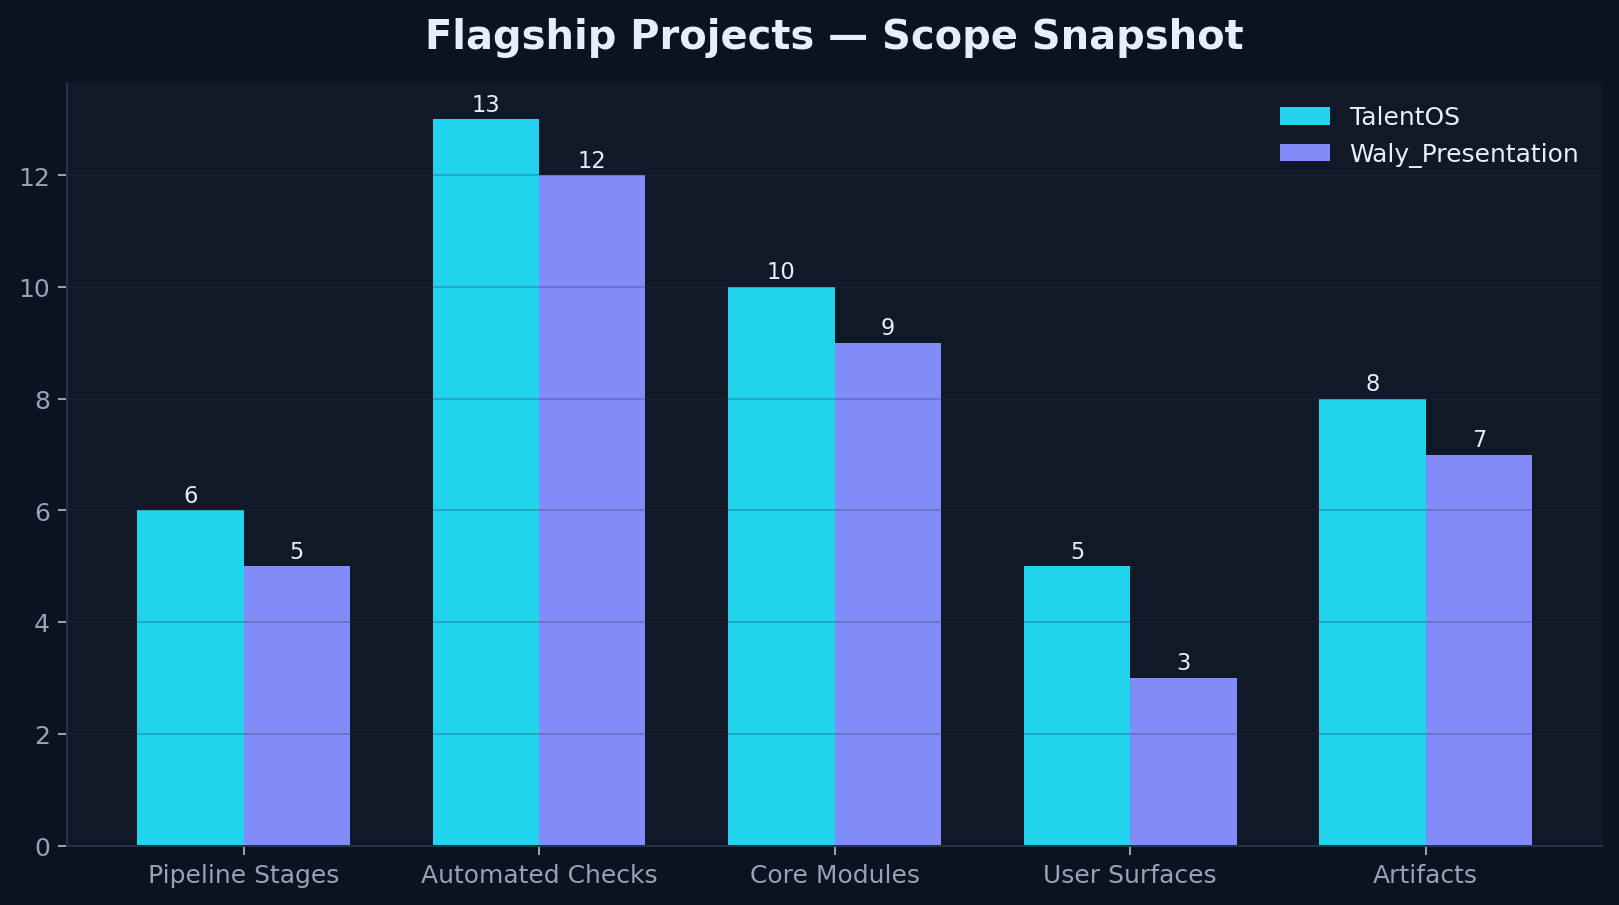 Flagship Projects — Scope Snapshot
TalentOS
Waly_Presentation
12
10
8
6
4
2
0
6
5
13
12
10
9
5
3
8
7
Pipeline Stages
Automated Checks
Core Modules
User Surfaces
Artifacts